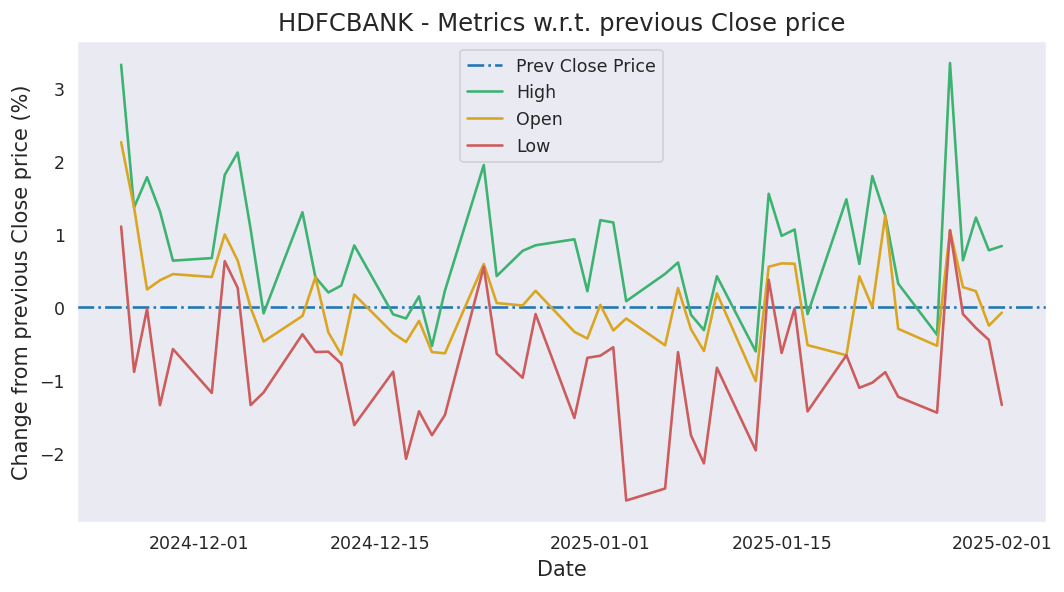 HDFCBANK - Metrics w.r.t. previous Close price
Change from previous Close price (%)
Prev Close Price
High
Open
Low
3
2
1
0
−1
−2
2024-12-01 2024-12-15 2025-01-01 2025-01-15 2025-02-01
Date